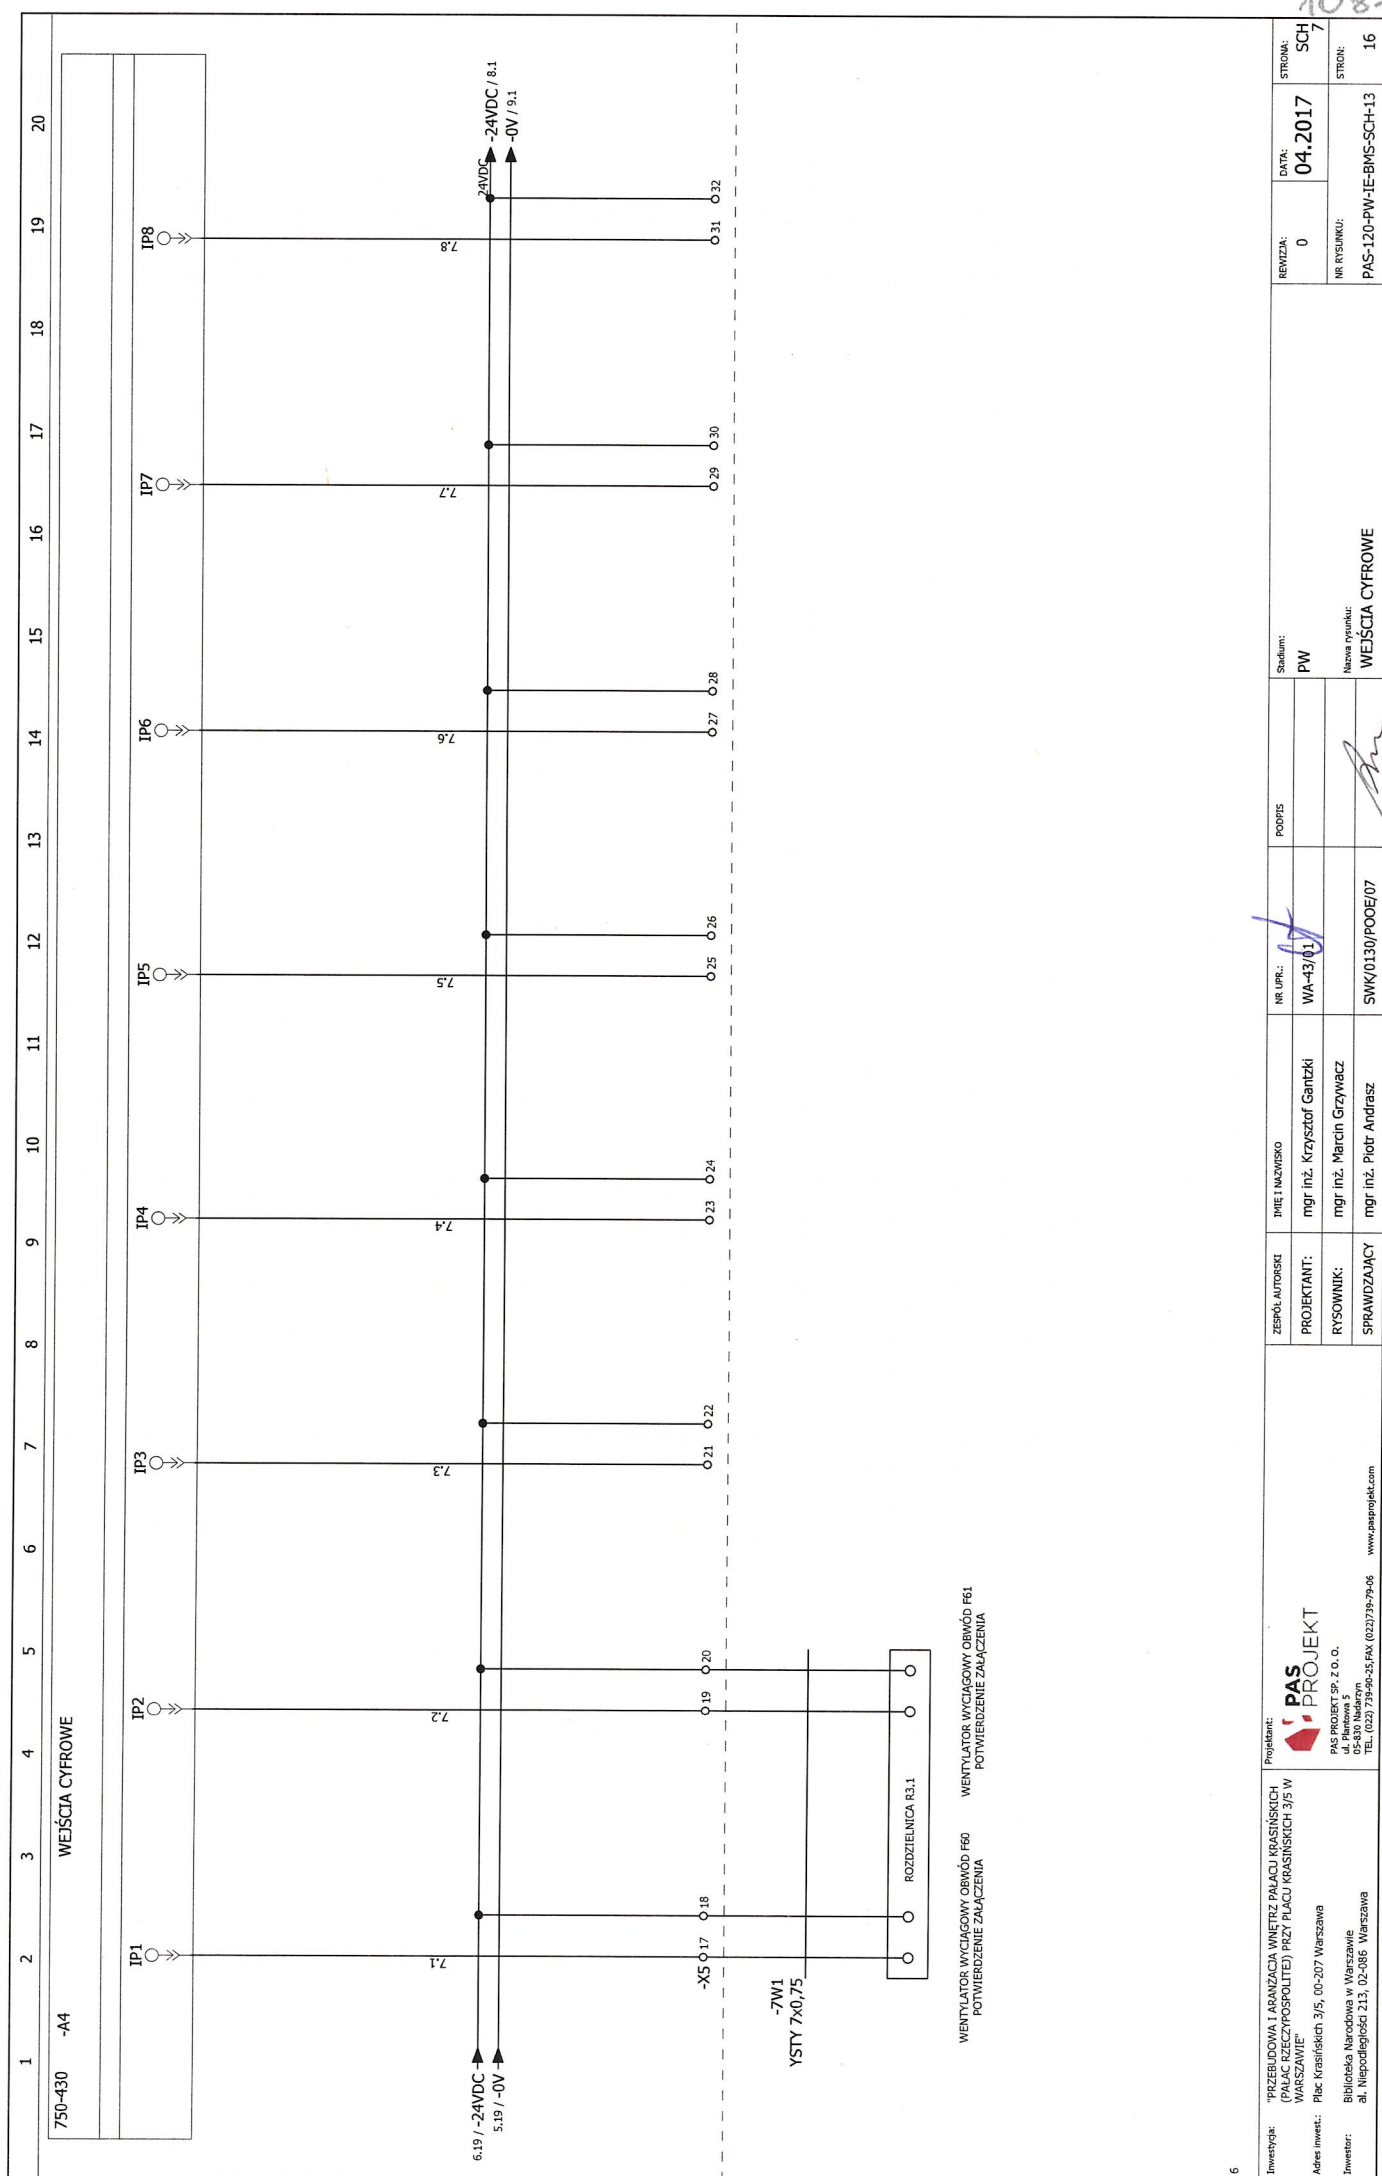 1 2 3 4 5 6 7 8 9 10 11 12 13 14 15 16 17 18 19 20
750-430 -A4 WEJŚCIA CYFROWE
IP1 IP2 IP3 IP4 IP5 IP6 IP7 IP8
7.1 7.2 7.3 7.4 7.5 7.6 7.7 7.8
24VDC
6.19 / -24VDC -24VDC / 8.1
5.19 / -0V -0V / 9.1
-X5 17 18 19 20 21 22 23 24 25 26 27 28 29 30 31 32
-7W1
YSTY 7x0,75
ROZDZIELNICA R3.1
WENTYLATOR WYCIĄGOWY OBWÓD F60
POTWIERDZENIE ZAŁĄCZENIA
WENTYLATOR WYCIĄGOWY OBWÓD F61
POTWIERDZENIE ZAŁĄCZENIA
6
Inwestycja:
"PRZEBUDOWA I ARANŻACJA WNĘTRZ PAŁACU KRASIŃSKICH
(PAŁAC RZECZYPOSPOLITEJ) PRZY PLACU KRASIŃSKICH 3/5 W
WARSZAWIE"
Adres inwest.: Plac Krasińskich 3/5, 00-207 Warszawa
Inwestor:
Biblioteka Narodowa w Warszawie
al. Niepodległości 213, 02-086 Warszawa
Projektant:
PAS
PROJEKT
PAS PROJEKT SP. Z O. O.
ul. Plantowa 5
05-830 Nadarzyn
TEL. (022) 739-90-25,FAX (022)739-79-06 www.pasprojekt.com
ZESPÓŁ AUTORSKI IMIĘ I NAZWISKO NR UPR.: PODPIS
PROJEKTANT: mgr inż. Krzysztof Gantzki WA-43/01
RYSOWNIK: mgr inż. Marcin Grzywacz
SPRAWDZAJĄCY mgr inż. Piotr Andrasz SWK/0130/POOE/07
Stadium:
PW
Nazwa rysunku:
WEJŚCIA CYFROWE
REWIZJA: DATA: STRONA:
0 04.2017 SCH 7
NR RYSUNKU: STRON:
PAS-120-PW-IE-BMS-SCH-13 16